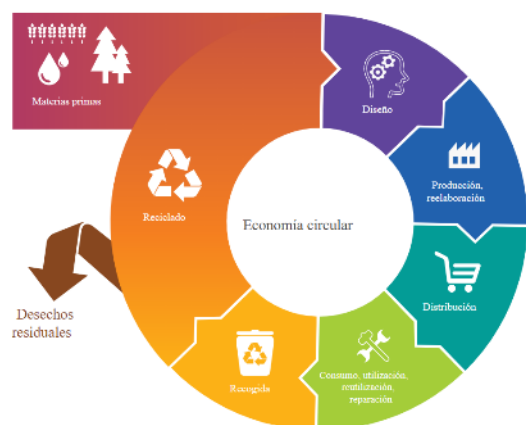 Materias primas
Diseño
Producción,
reelaboración
Reciclado
Economía circular
Distribución
Desechos
residuales
Recogida
Consumo, utilización,
reutilización,
reparación